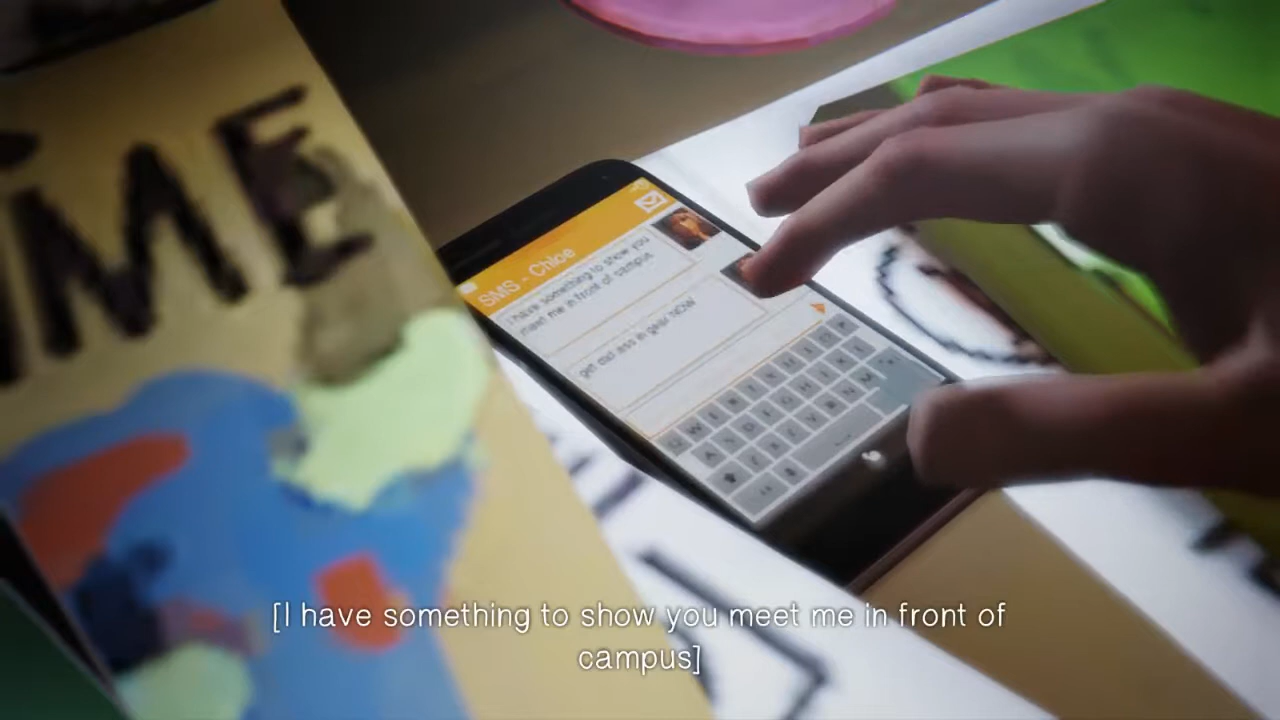 IME
SMS - Chloe
I have something to show you
meet me in front of campus
get dat ass in gear NOW
[I have something to show you meet me in front of
campus]